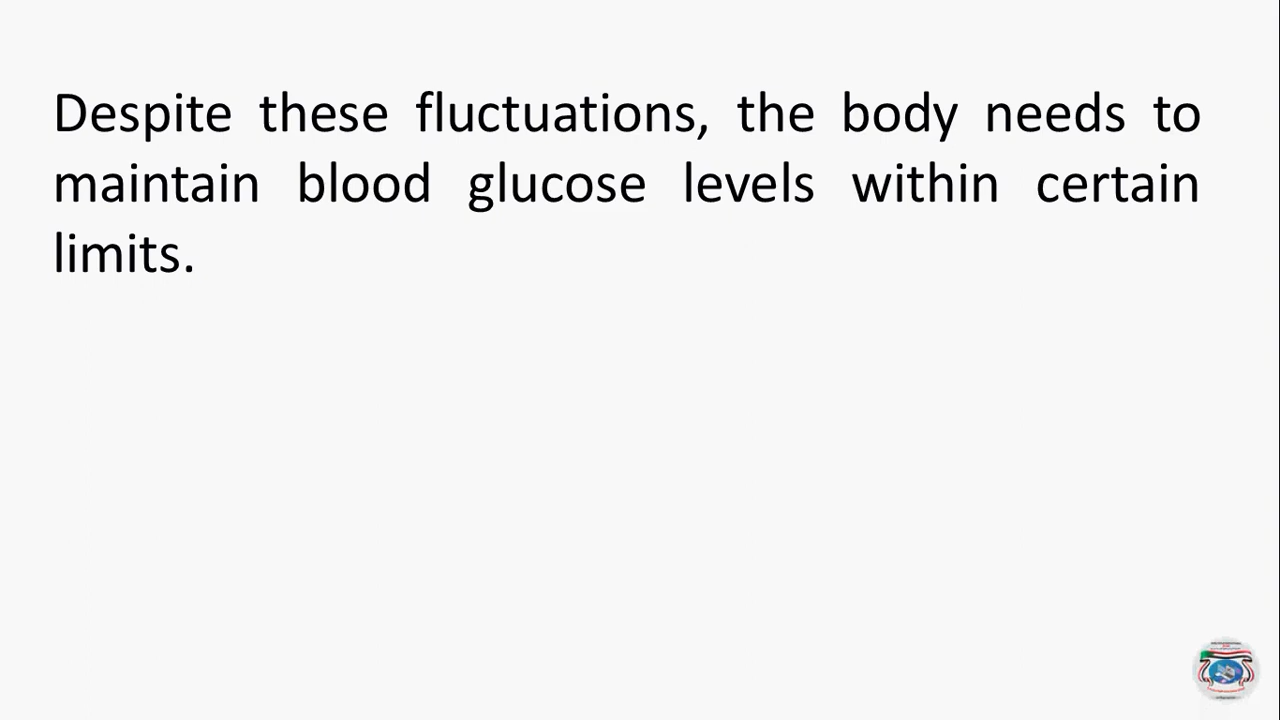 Despite these fluctuations, the body needs to
maintain blood glucose levels within certain
limits.